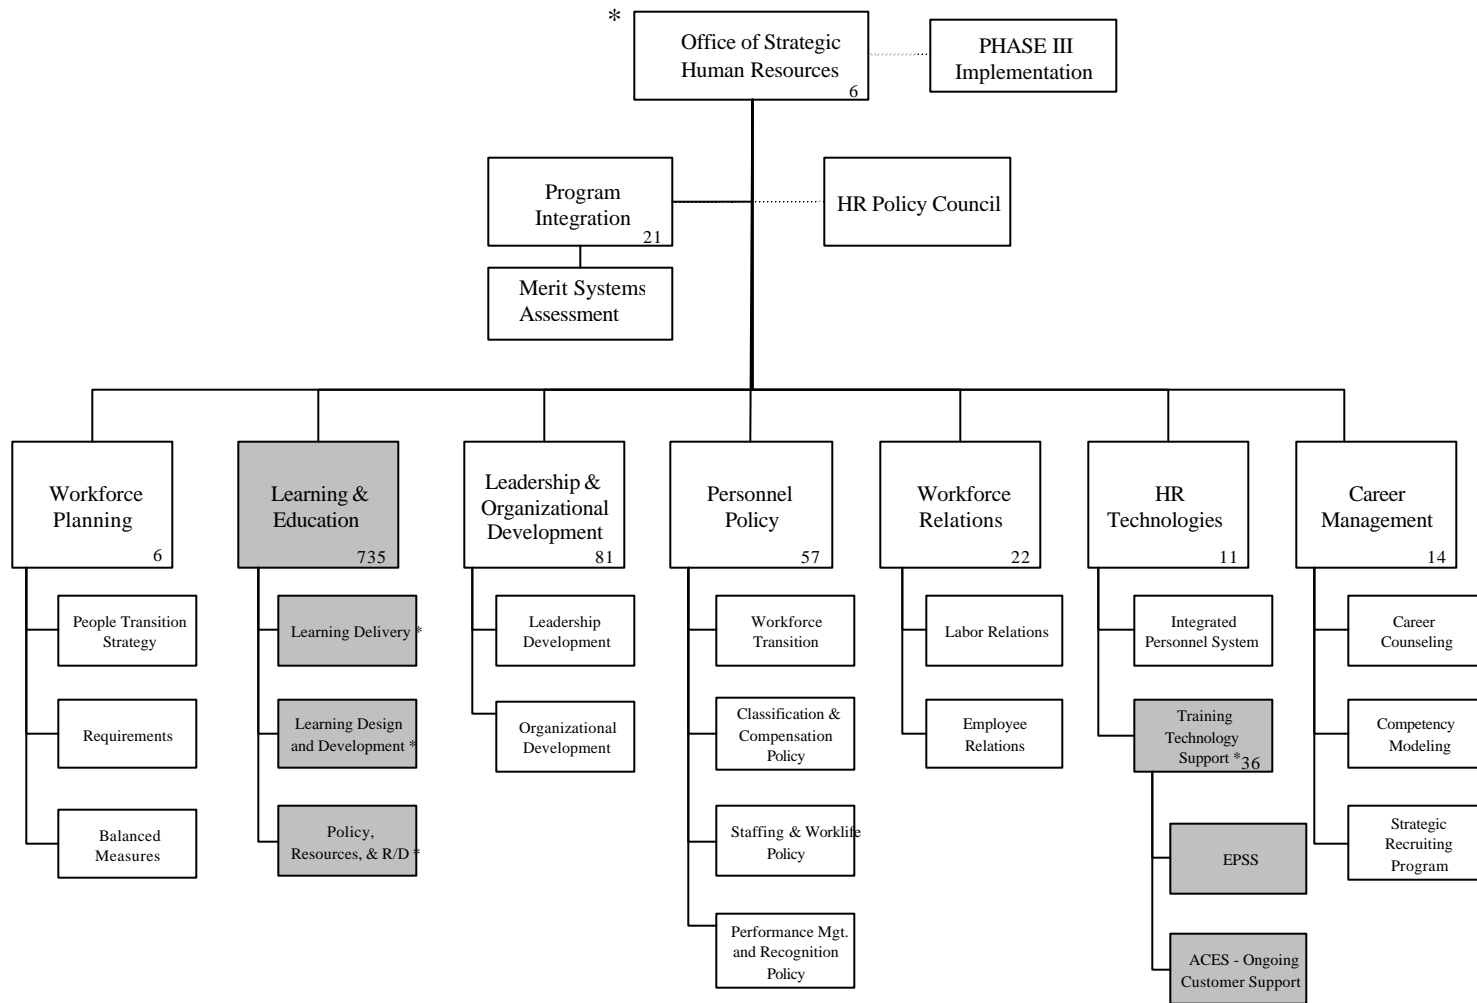 *
Office of Strategic
Human Resources
6
PHASE III
Implementation
Program
Integration
21
HR Policy Council
Merit Systems
Assessment
Workforce
Planning
6
Learning &
Education
735
Leadership &
Organizational
Development
81
Personnel
Policy
57
Workforce
Relations
22
HR
Technologies
11
Career
Management
14
People Transition
Strategy
Requirements
Balanced
Measures
Learning Delivery *
Learning Design
and Development *
Policy,
Resources, & R/D *
Leadership
Development
Organizational
Development
Workforce
Transition
Classification &
Compensation
Policy
Staffing & Worklife
Policy
Performance Mgt.
and Recognition
Policy
Labor Relations
Employee
Relations
Integrated
Personnel System
Training
Technology
Support *
36
EPSS
ACES - Ongoing
Customer Support
Career
Counseling
Competency
Modeling
Strategic
Recruiting
Program